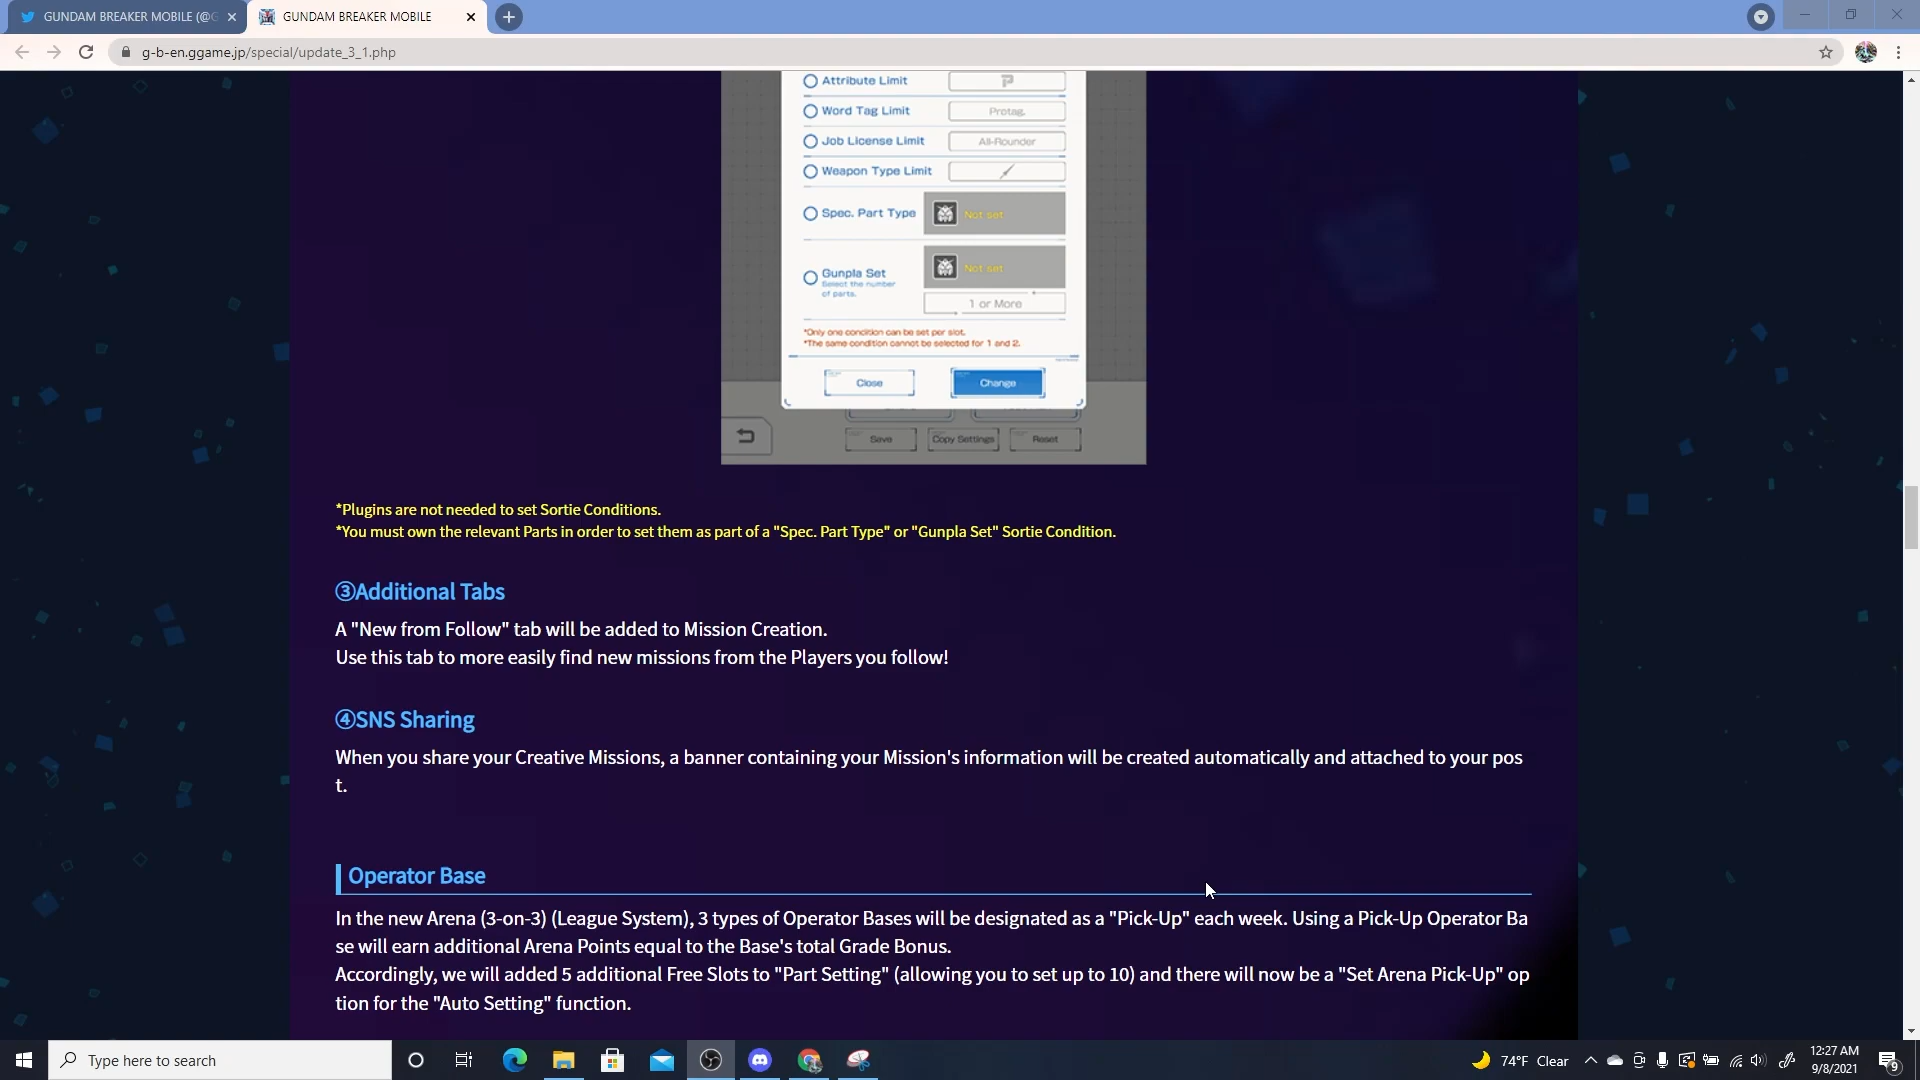 GUNDAM BREAKER MOBILE (@G
GUNDAM BREAKER MOBILE
g-b-en.ggame.jp/special/update_3_1.php
Attribute Limit
Word Tag Limit Protag.
Job License Limit All-Rounder
Weapon Type Limit
Spec. Part Type Not set
Gunpla Set Not set
Select the number
of parts.
1 or More
*Only one condition can be set per slot.
*The same condition cannot be selected for 1 and 2.
Close Change
Save Copy Settings Reset
*Plugins are not needed to set Sortie Conditions.
*You must own the relevant Parts in order to set them as part of a "Spec. Part Type" or "Gunpla Set" Sortie Condition.
③Additional Tabs
A "New from Follow" tab will be added to Mission Creation.
Use this tab to more easily find new missions from the Players you follow!
④SNS Sharing
When you share your Creative Missions, a banner containing your Mission's information will be created automatically and attached to your pos
t.
Operator Base
In the new Arena (3-on-3) (League System), 3 types of Operator Bases will be designated as a "Pick-Up" each week. Using a Pick-Up Operator Ba
se will earn additional Arena Points equal to the Base's total Grade Bonus.
Accordingly, we will added 5 additional Free Slots to "Part Setting" (allowing you to set up to 10) and there will now be a "Set Arena Pick-Up" op
tion for the "Auto Setting" function.
Type here to search
74°F Clear
12:27 AM
9/8/2021
9